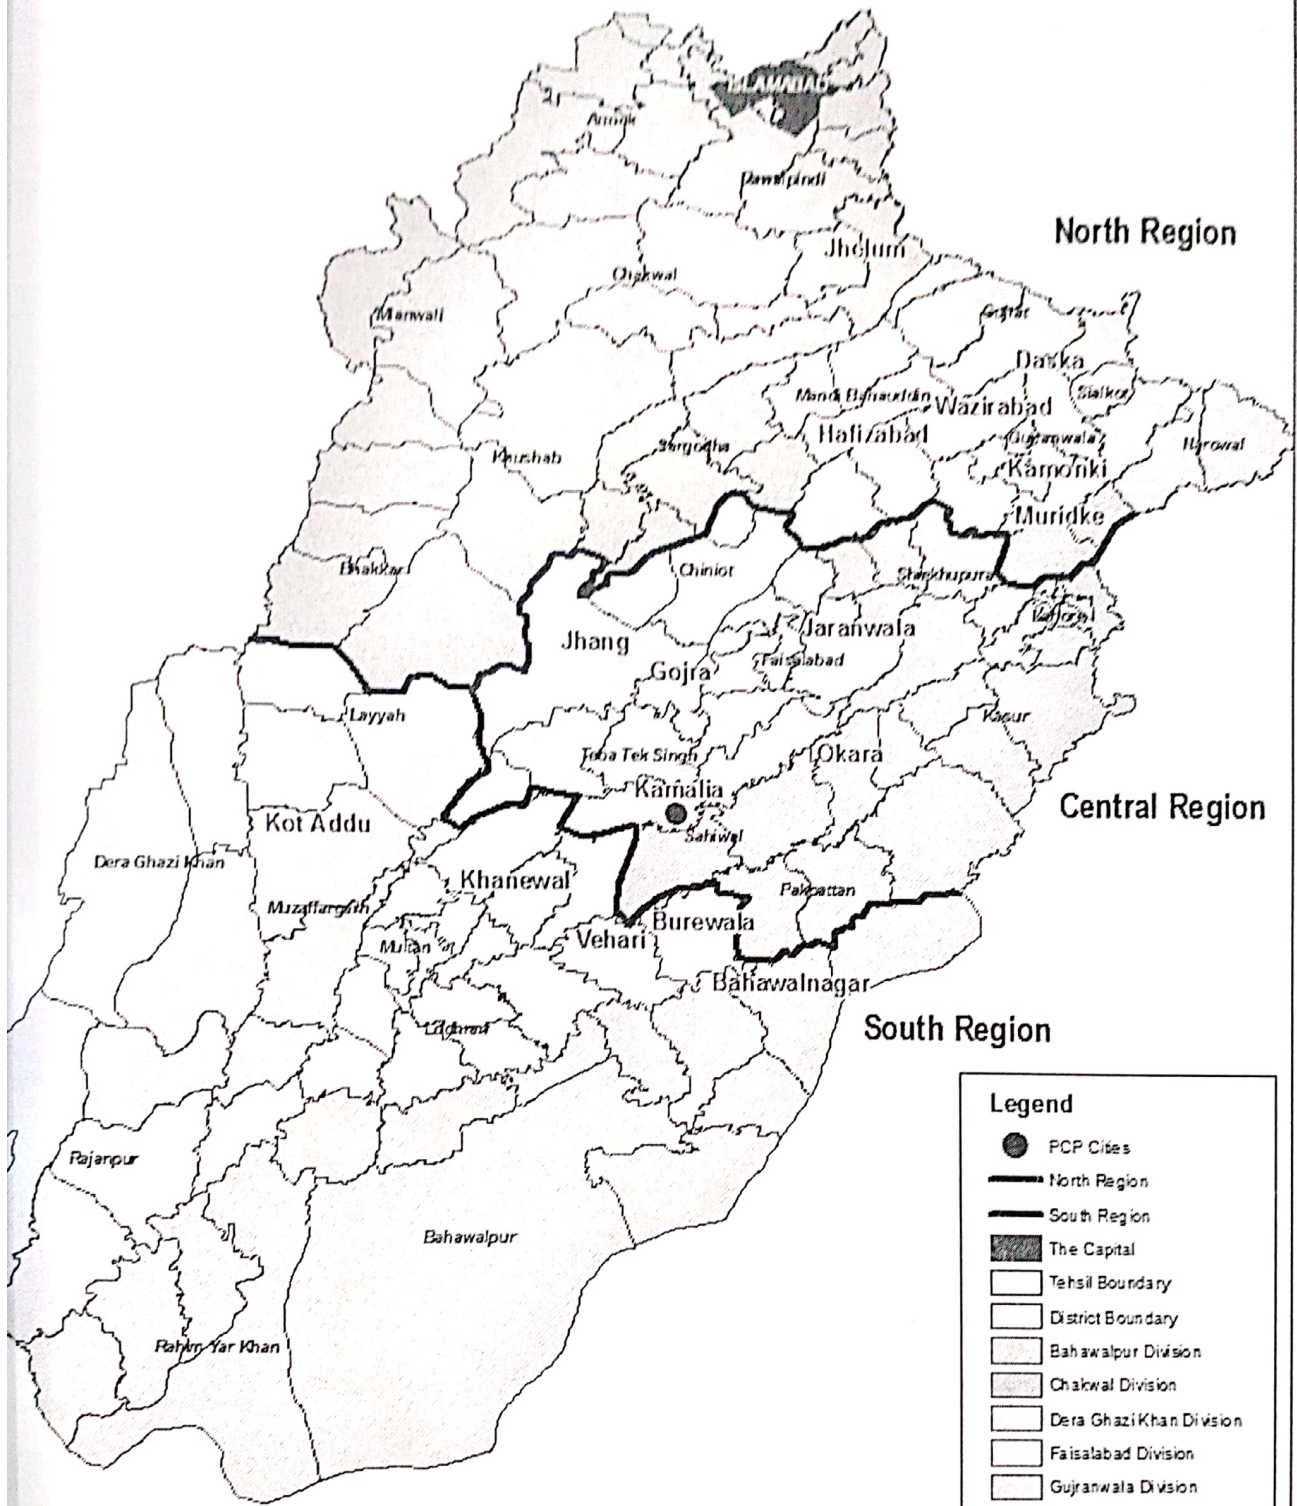 ISLAMABAD
Attock
Rawalpindi
North Region
Jhelum
Chakwal
Mianwali
Gujrat
Daska
Mandi Bahauddin
Wazirabad
Sialkot
Hafizabad
Gujranwala
Narowal
Sargodha
Khushab
Kamonki
Muridke
Bhakkar
Chiniot
Sheikhupura
Lahore
Jhang
Jaranwala
Gojra
Faisalabad
Layyah
Kasur
Toba Tek Singh
Okara
Kamalia
Central Region
Kot Addu
Sahiwal
Dera Ghazi Khan
Khanewal
Pakpattan
Muzaffargarh
Burewala
Multan
Vehari
Bahawalnagar
Lodhran
South Region
Rajanpur
Bahawalpur
Rahim Yar Khan
Legend
PCP Cities
North Region
South Region
The Capital
Tehsil Boundary
District Boundary
Bahawalpur Division
Chakwal Division
Dera Ghazi Khan Division
Faisalabad Division
Gujranwala Division